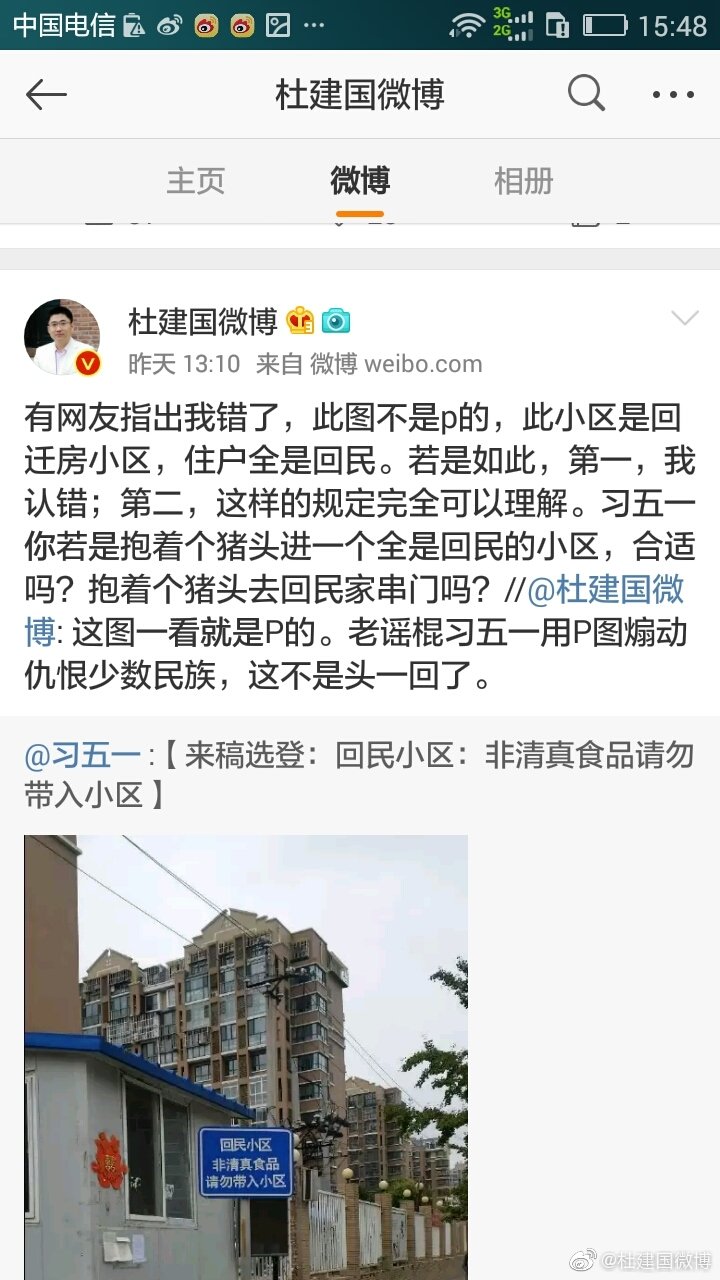 中国电信
3G
2G
15:48
杜建国微博
主页
微博
相册
杜建国微博
昨天 13:10 来自 微博 weibo.com
有网友指出我错了，此图不是p的，此小区是回
迁房小区，住户全是回民。若是如此，第一，我
认错；第二，这样的规定完全可以理解。习五一
你若是抱着个猪头进一个全是回民的小区，合适
吗？抱着个猪头去回民家串门吗？//@杜建国微
博: 这图一看就是P的。老谣棍习五一用P图煽动
仇恨少数民族，这不是头一回了。
@习五一 :【 来稿选登：回民小区：非清真食品请勿
带入小区 】
回民小区
非清真食品
请勿带入小区
@杜建国微博